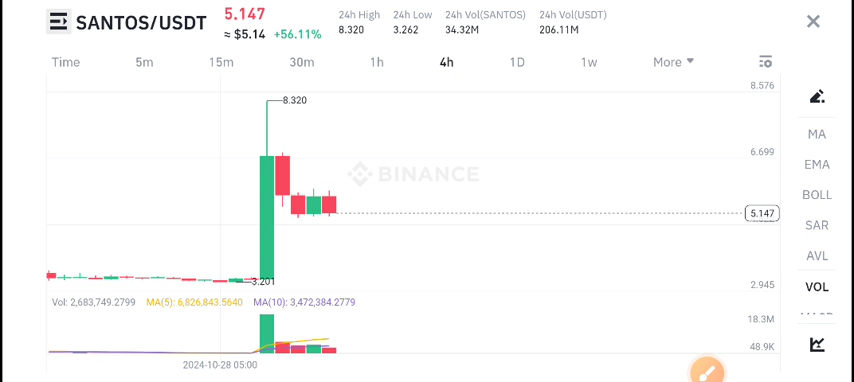 SANTOS/USDT
5.147
≈ $5.14 +56.11%
24h High 24h Low 24h Vol(SANTOS) 24h Vol(USDT)
8.320 3.262 34.32M 206.11M
Time 5m 15m 30m 1h 4h 1D 1w More
8.576
8.320
6.699
BINANCE
5.147
3.201
2.945
Vol: 2,683,749.2799 MA(5): 6,826,843.5640 MA(10): 3,472,384.2779
18.3M
48.9K
2024-10-28 05:00
MA
EMA
BOLL
SAR
AVL
VOL